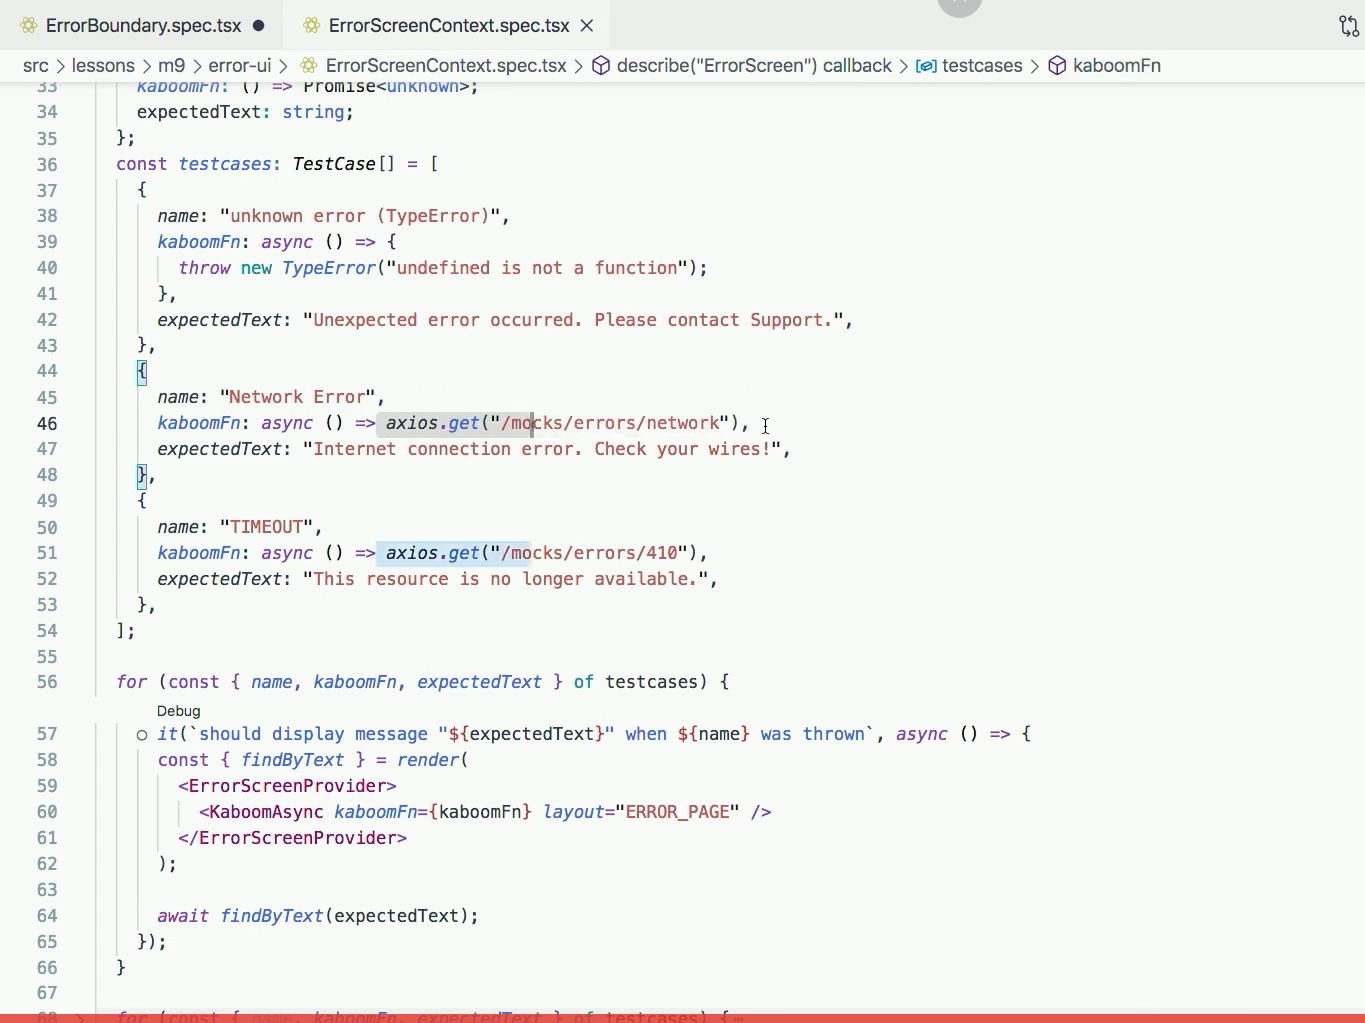 ErrorBoundary.spec.tsx
ErrorScreenContext.spec.tsx
src > lessons > m9 > error-ui > ErrorScreenContext.spec.tsx > describe("ErrorScreen") callback > testcases > kaboomFn
33 kaboomFn: () => Promise<unknown>;
34 expectedText: string;
35 };
36 const testcases: TestCase[] = [
37 {
38 name: "unknown error (TypeError)",
39 kaboomFn: async () => {
40 throw new TypeError("undefined is not a function");
41 },
42 expectedText: "Unexpected error occurred. Please contact Support.",
43 },
44 {
45 name: "Network Error",
46 kaboomFn: async () => axios.get("/mocks/errors/network"),
47 expectedText: "Internet connection error. Check your wires!",
48 },
49 {
50 name: "TIMEOUT",
51 kaboomFn: async () => axios.get("/mocks/errors/410"),
52 expectedText: "This resource is no longer available.",
53 },
54 ];
55
56 for (const { name, kaboomFn, expectedText } of testcases) {
Debug
57 it(`should display message "${expectedText}" when ${name} was thrown`, async () => {
58 const { findByText } = render(
59 <ErrorScreenProvider>
60 <KaboomAsync kaboomFn={kaboomFn} layout="ERROR_PAGE" />
61 </ErrorScreenProvider>
62 );
63
64 await findByText(expectedText);
65 });
66 }
67
68 for (const { name, kaboomFn, expectedText } of testcases) {